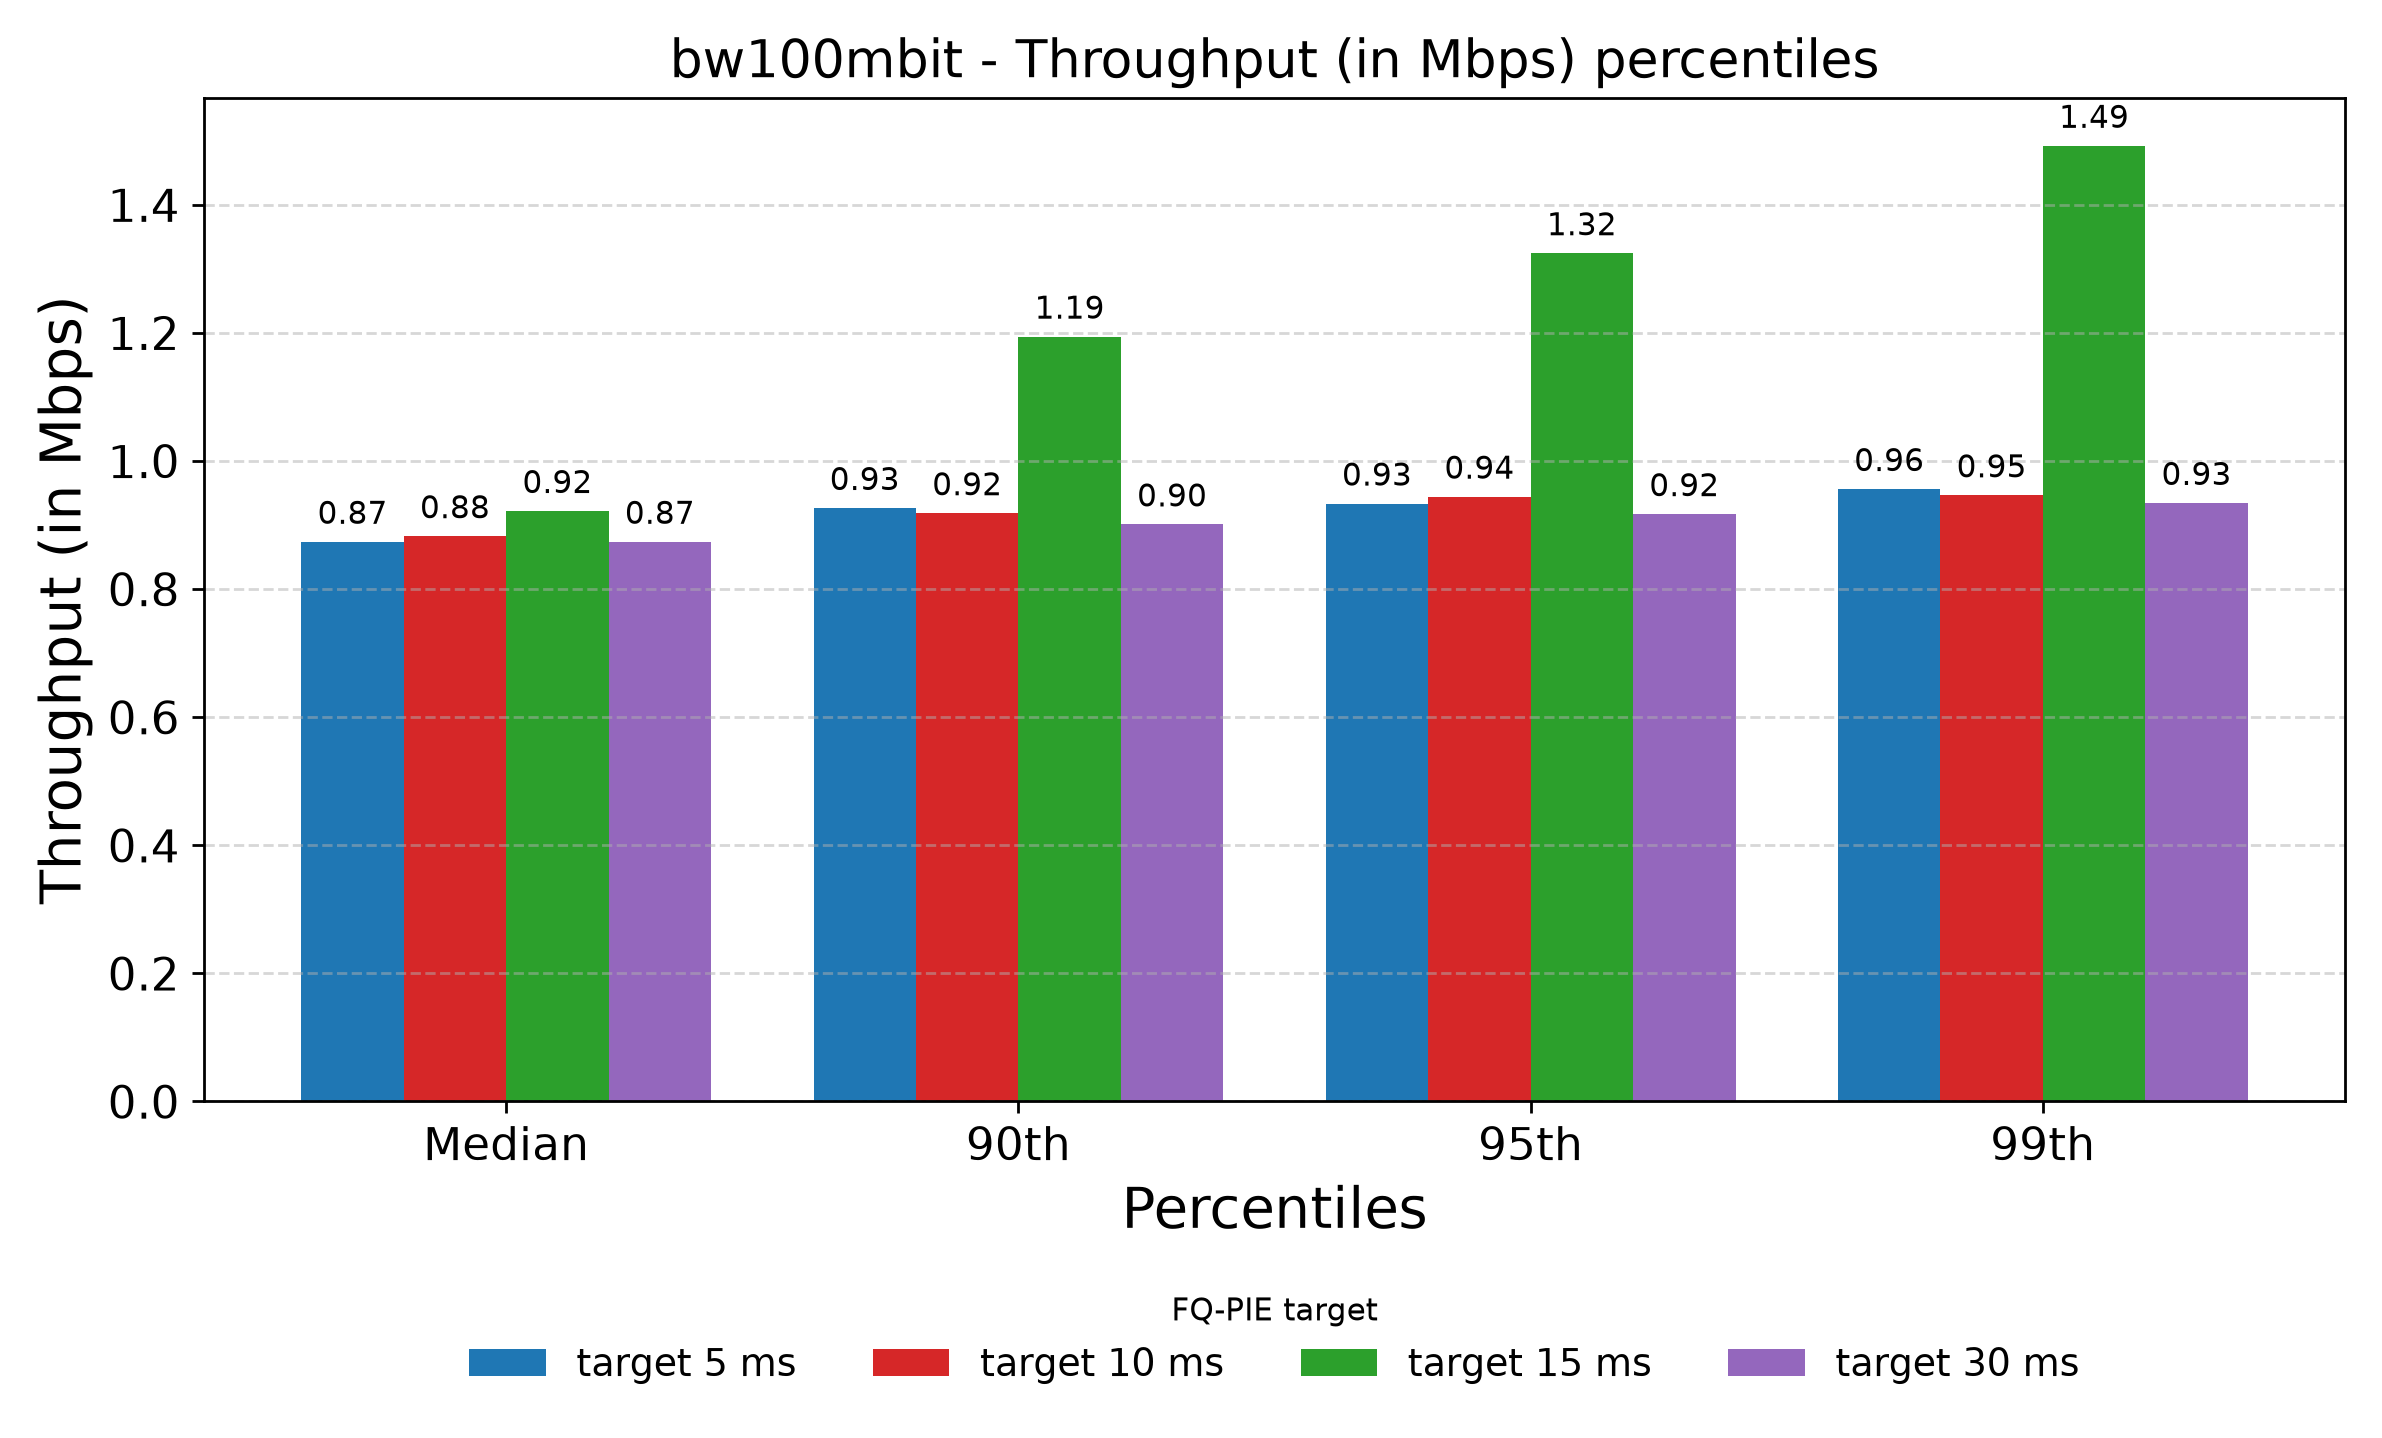 bw100mbit - Throughput (in Mbps) percentiles
Throughput (in Mbps)
1.4
1.2
1.0
0.8
0.6
0.4
0.2
0.0
0.87
0.88
0.92
0.87
0.93
0.92
1.19
0.90
0.93
0.94
1.32
0.92
0.96
0.95
1.49
0.93
Median
90th
95th
99th
Percentiles
FQ-PIE target
target 5 ms
target 10 ms
target 15 ms
target 30 ms